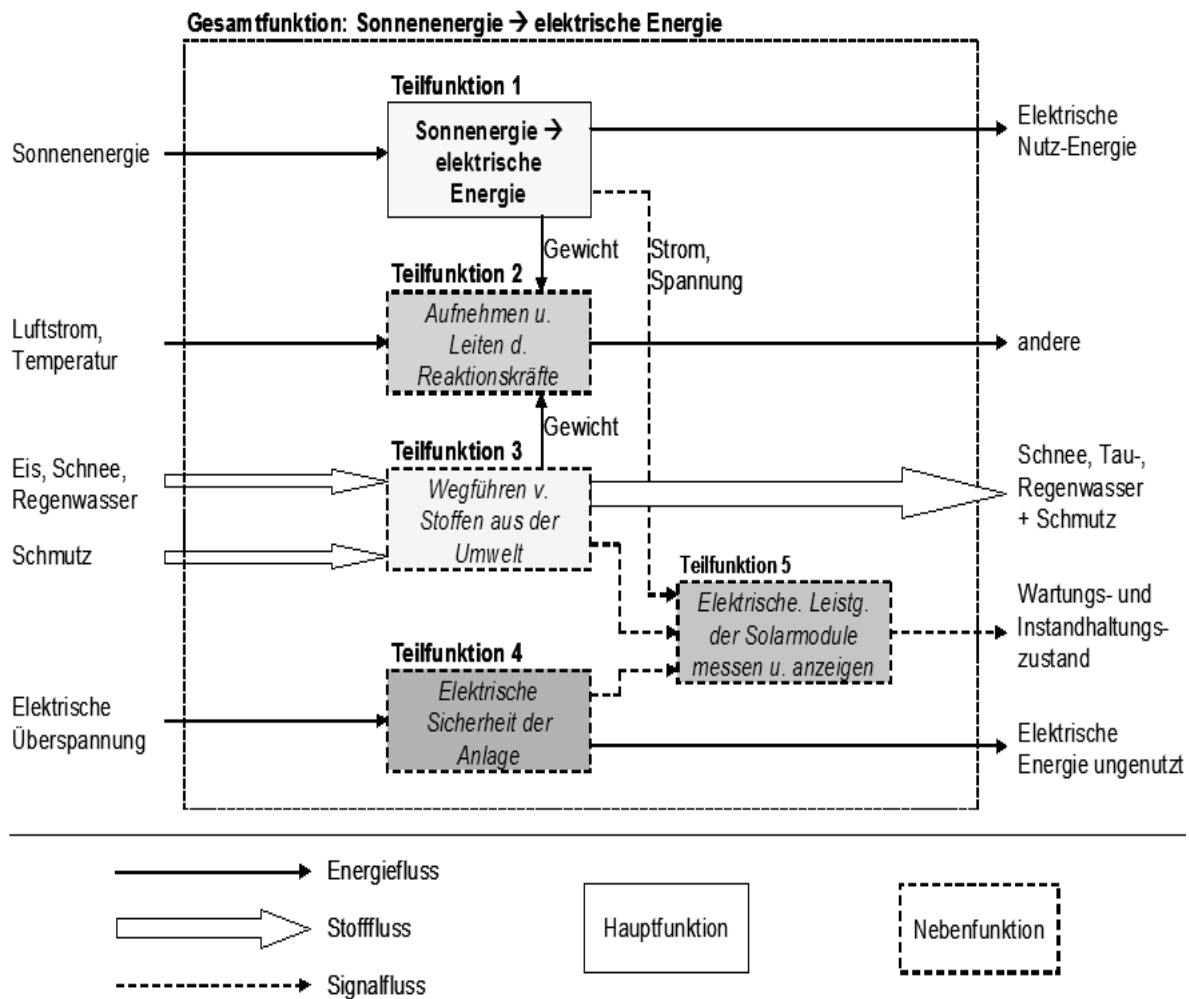 Gesamtfunktion: Sonnenenergie → elektrische Energie
Teilfunktion 1
Sonnenergie →
elektrische
Energie
Sonnenenergie
Elektrische
Nutz-Energie
Gewicht
Strom,
Spannung
Teilfunktion 2
Aufnehmen u.
Leiten d.
Reaktionskräfte
Luftstrom,
Temperatur
andere
Gewicht
Teilfunktion 3
Wegführen v.
Stoffen aus der
Umwelt
Eis, Schnee,
Regenwasser
Schmutz
Schnee, Tau-,
Regenwasser
+ Schmutz
Teilfunktion 5
Elektrische. Leistg.
der Solarmodule
messen u. anzeigen
Wartungs- und
Instandhaltungs-
zustand
Teilfunktion 4
Elektrische
Sicherheit der
Anlage
Elektrische
Überspannung
Elektrische
Energie ungenutzt
Energiefluss
Stofffluss
Signalfluss
Hauptfunktion
Nebenfunktion